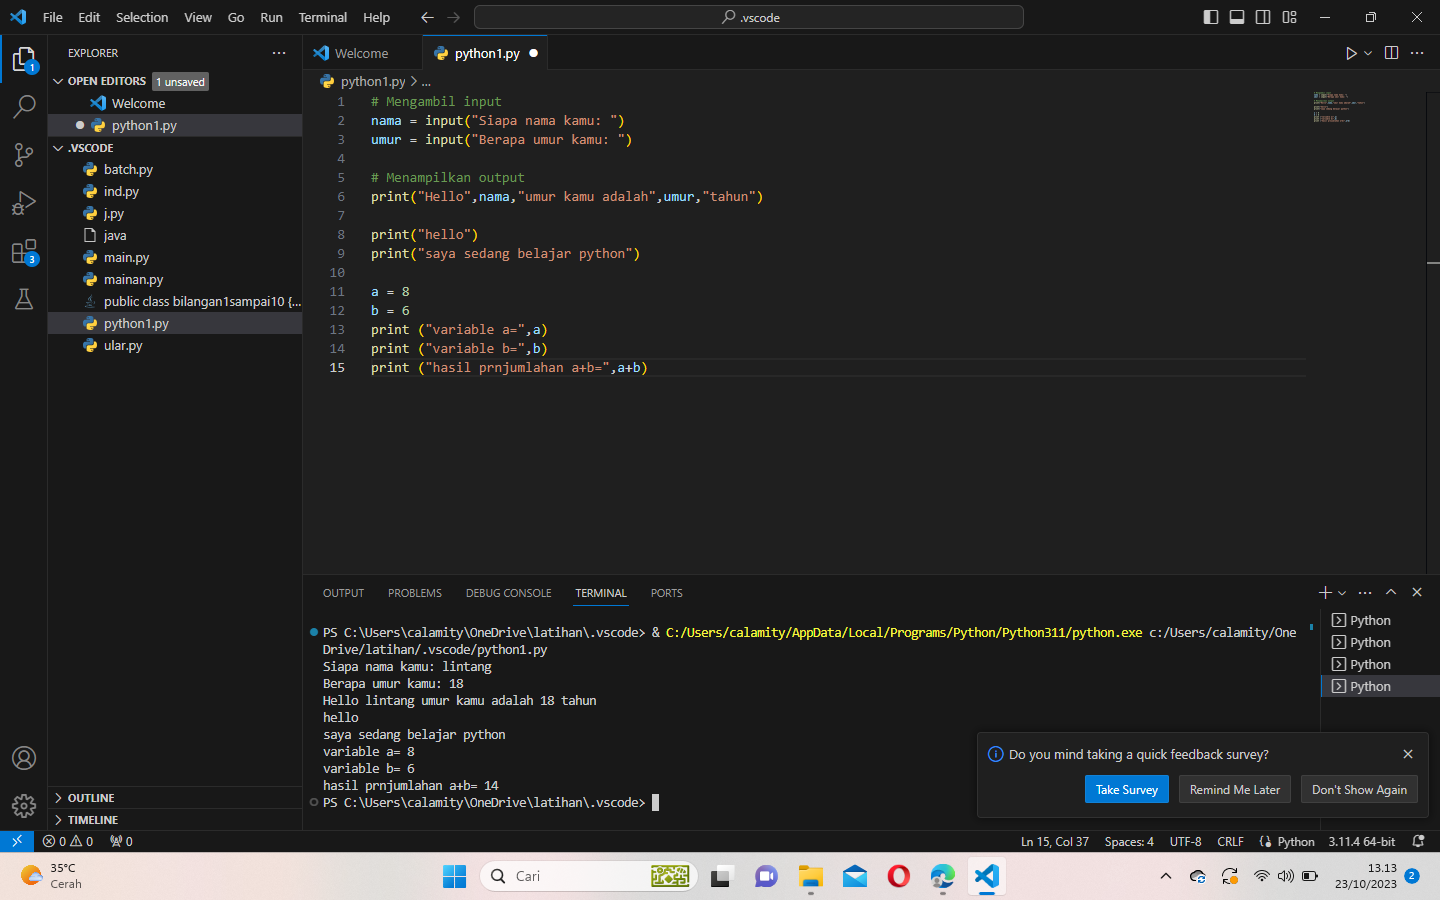 File Edit Selection View Go Run Terminal Help
.vscode
EXPLORER
OPEN EDITORS 1 unsaved
Welcome
python1.py
.VSCODE
batch.py
ind.py
j.py
java
main.py
mainan.py
public class bilangan1sampai10 {...
python1.py
ular.py
OUTLINE
TIMELINE
1
3
Welcome python1.py
python1.py > ...
1 # Mengambil input
2 nama = input("Siapa nama kamu: ")
3 umur = input("Berapa umur kamu: ")
4
5 # Menampilkan output
6 print("Hello",nama,"umur kamu adalah",umur,"tahun")
7
8 print("hello")
9 print("saya sedang belajar python")
10
11 a = 8
12 b = 6
13 print ("variable a=",a)
14 print ("variable b=",b)
15 print ("hasil prnjumlahan a+b=",a+b)
OUTPUT PROBLEMS DEBUG CONSOLE TERMINAL PORTS
PS C:\Users\calamity\OneDrive\latihan\.vscode> & C:/Users/calamity/AppData/Local/Programs/Python/Python311/python.exe c:/Users/calamity/One
Drive/latihan/.vscode/python1.py
Siapa nama kamu: lintang
Berapa umur kamu: 18
Hello lintang umur kamu adalah 18 tahun
hello
saya sedang belajar python
variable a= 8
variable b= 6
hasil prnjumlahan a+b= 14
PS C:\Users\calamity\OneDrive\latihan\.vscode>
Python
Python
Python
Python
Do you mind taking a quick feedback survey?
Take Survey Remind Me Later Don't Show Again
0 0 0 Ln 15, Col 37 Spaces: 4 UTF-8 CRLF Python 3.11.4 64-bit
35°C
Cerah
Cari
13.13
23/10/2023
2